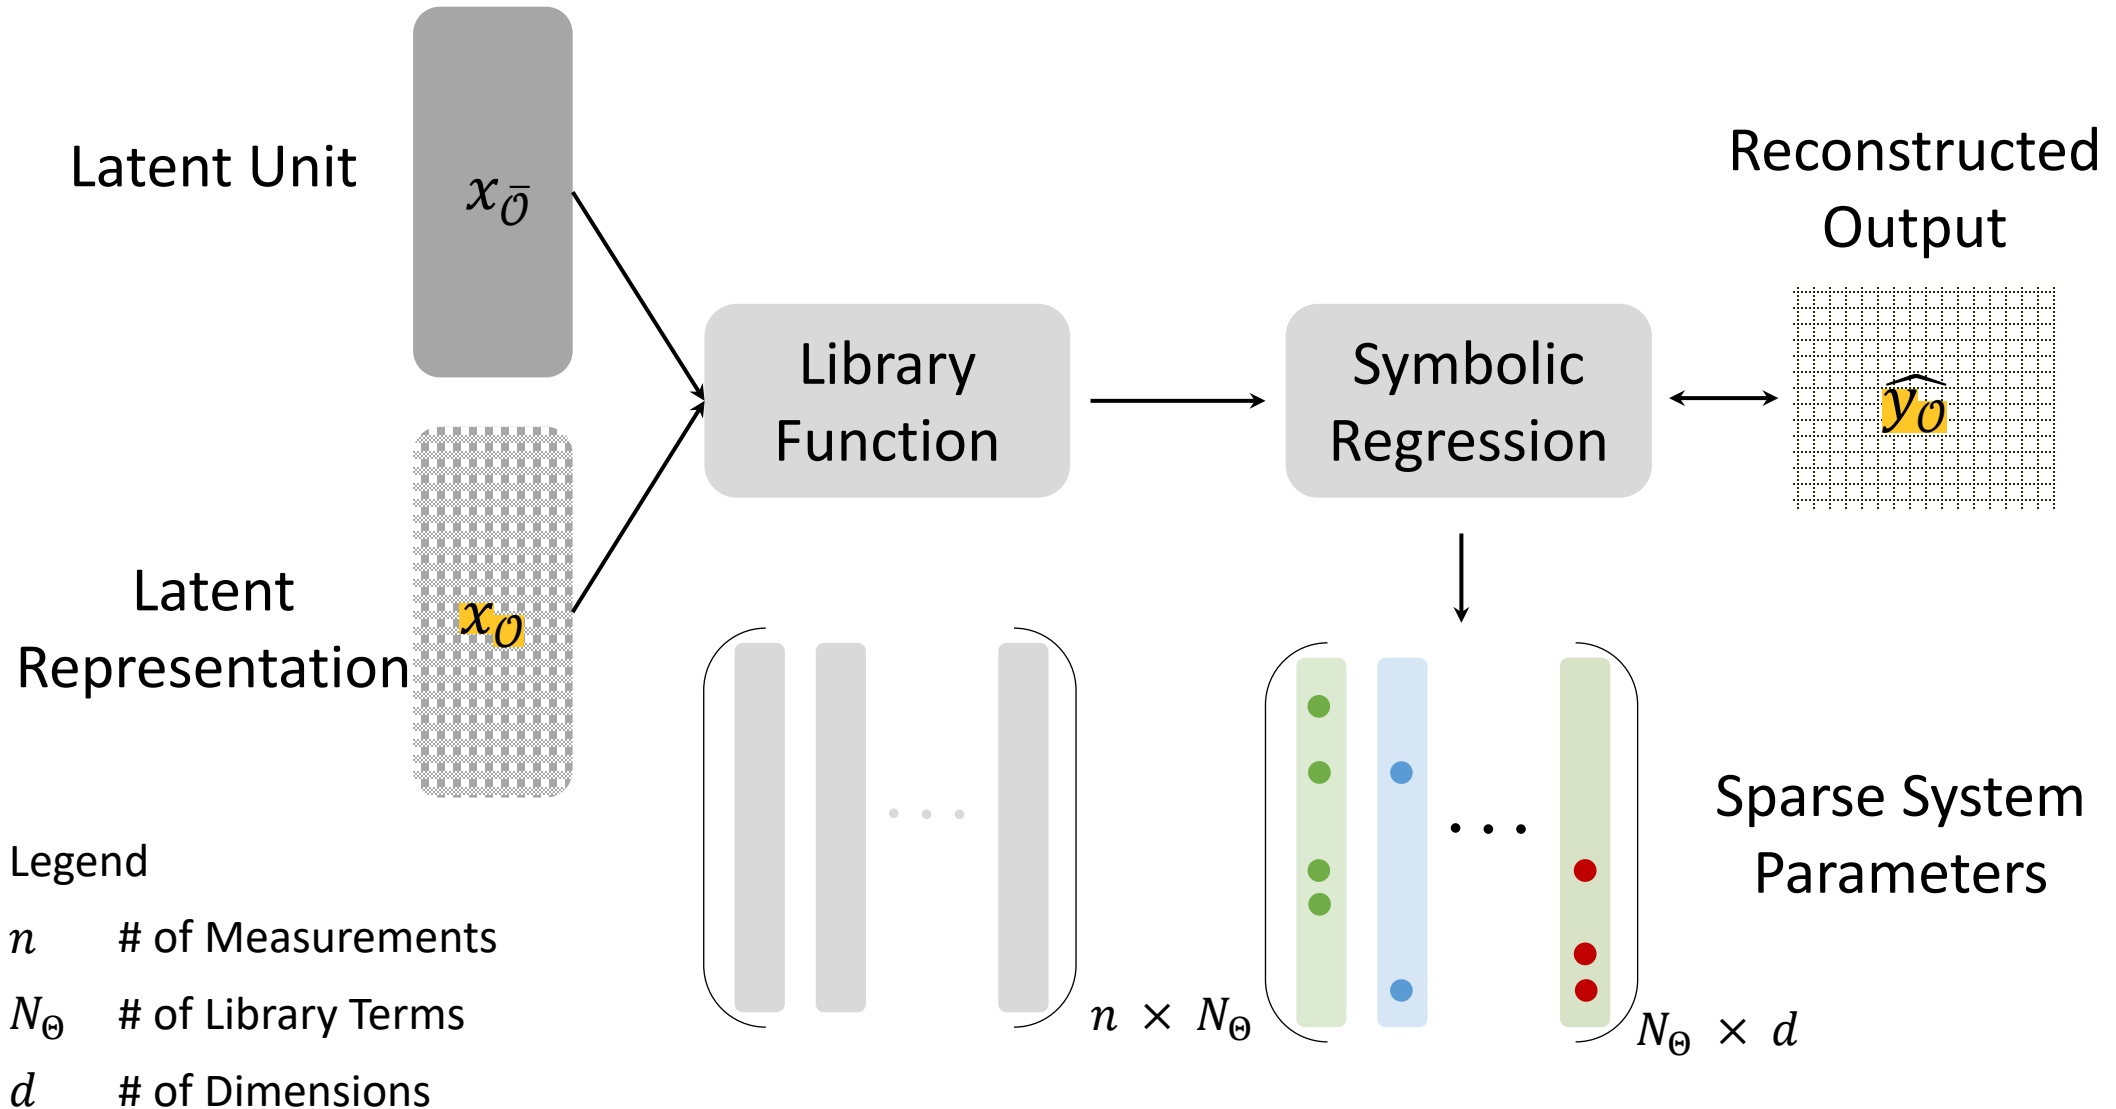 Latent Unit
x_Ō
Latent
Representation
x_O
Library
Function
Symbolic
Regression
Reconstructed
Output
ŷ_O
n × N_Θ
N_Θ × d
Sparse System
Parameters
Legend
n # of Measurements
N_Θ # of Library Terms
d # of Dimensions